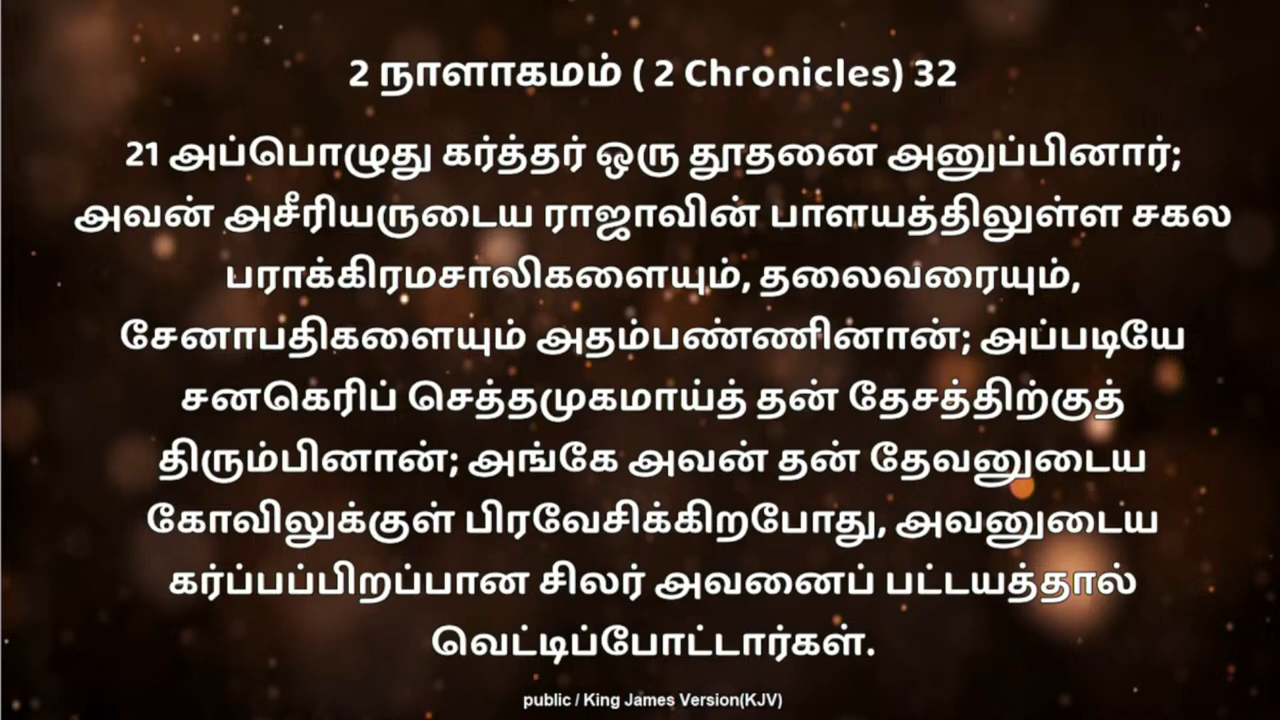 2 நாளாகமம் ( 2 Chronicles) 32
21 அப்பொழுது கர்த்தர் ஒரு தூதனை அனுப்பினார்;
அவன் அசீரியருடைய ராஜாவின் பாளயத்திலுள்ள சகல
பராக்கிரமசாலிகளையும், தலைவரையும்,
சேனாபதிகளையும் அதம்பண்ணினான்; அப்படியே
சனகெரிப் செத்தமுகமாய்த் தன் தேசத்திற்குத்
திரும்பினான்; அங்கே அவன் தன் தேவனுடைய
கோவிலுக்குள் பிரவேசிக்கிறபோது, அவனுடைய
கர்ப்பப்பிறப்பான சிலர் அவனைப் பட்டயத்தால்
வெட்டிப்போட்டார்கள்.
public / King James Version(KJV)